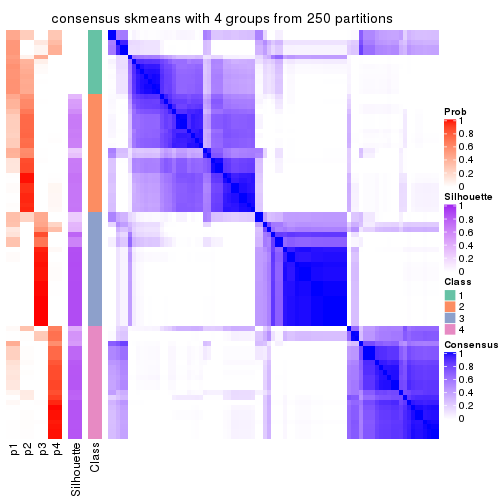 consensus skmeans with 4 groups from 250 partitions
Prob
1
0.8
0.6
0.4
0.2
0
Silhouette
1
0.8
0.6
0.4
0.2
0
Class
1
2
3
4
Consensus
1
0.8
0.6
0.4
0.2
0
p1
p2
p3
p4
Silhouette
Class